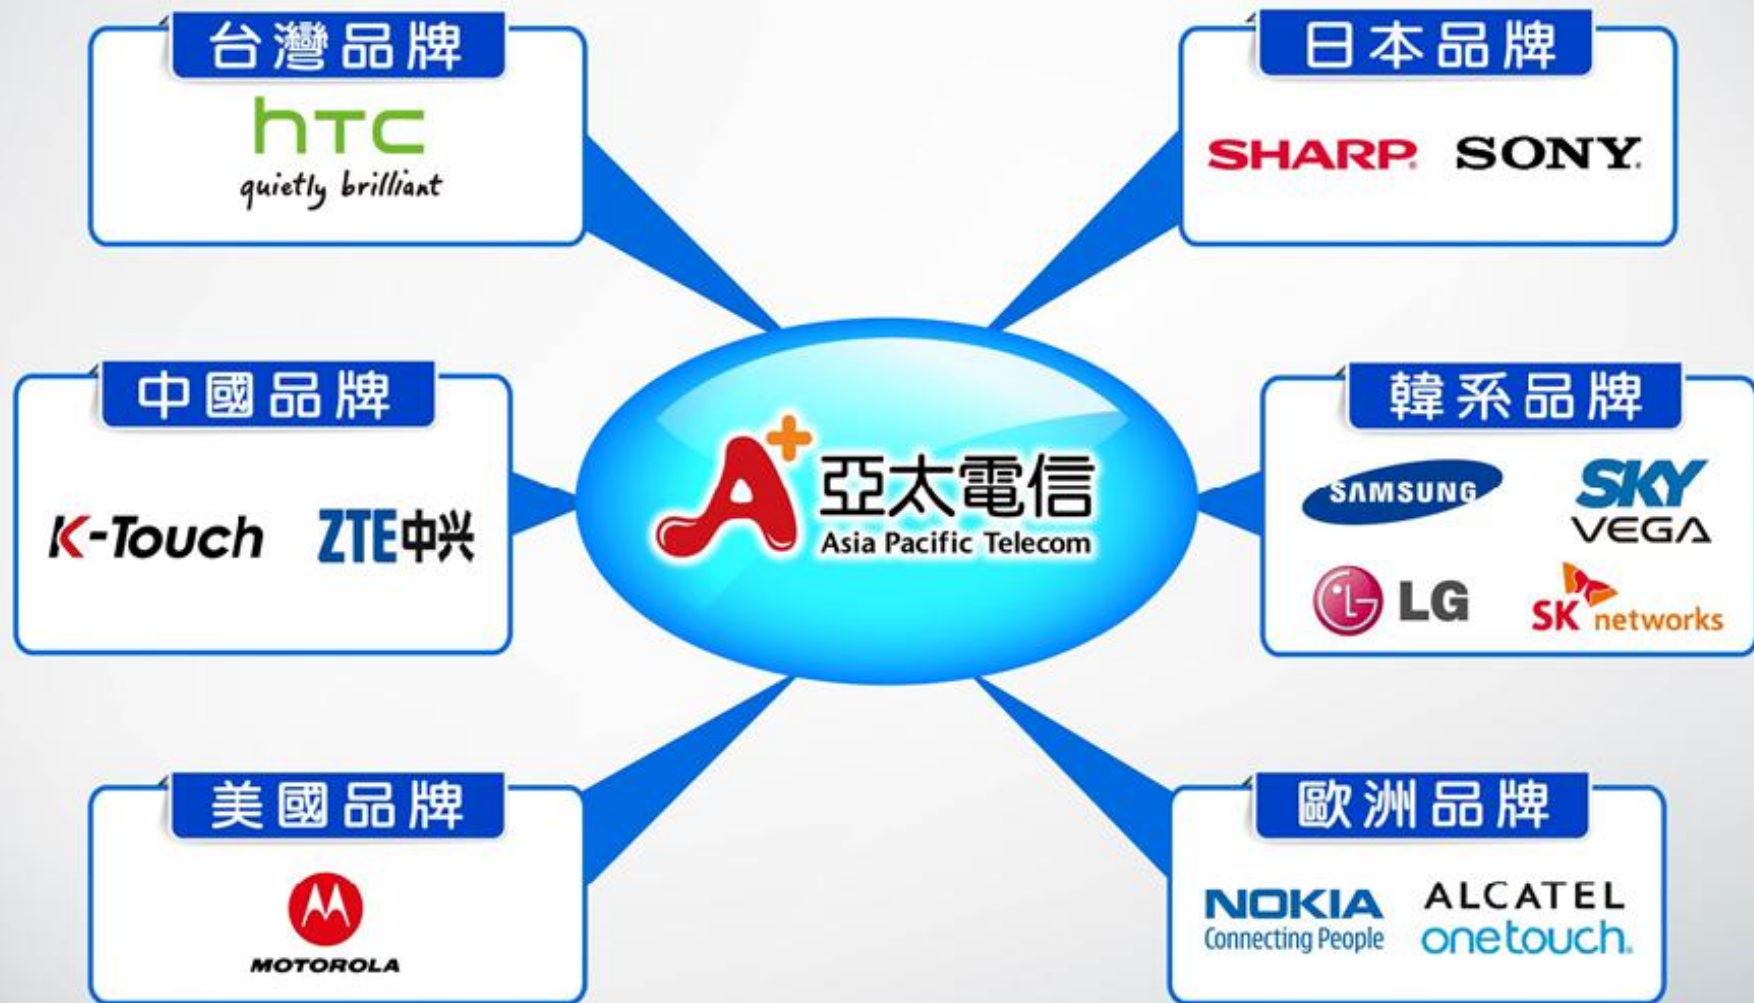 台灣品牌
hTC
quietly brilliant
日本品牌
SHARP
SONY
中國品牌
K-Touch
ZTE中兴
A+ 亞太電信
Asia Pacific Telecom
韓系品牌
SAMSUNG
SKY
VEGA
LG
SK networks
美國品牌
MOTOROLA
歐洲品牌
NOKIA
Connecting People
ALCATEL
onetouch.